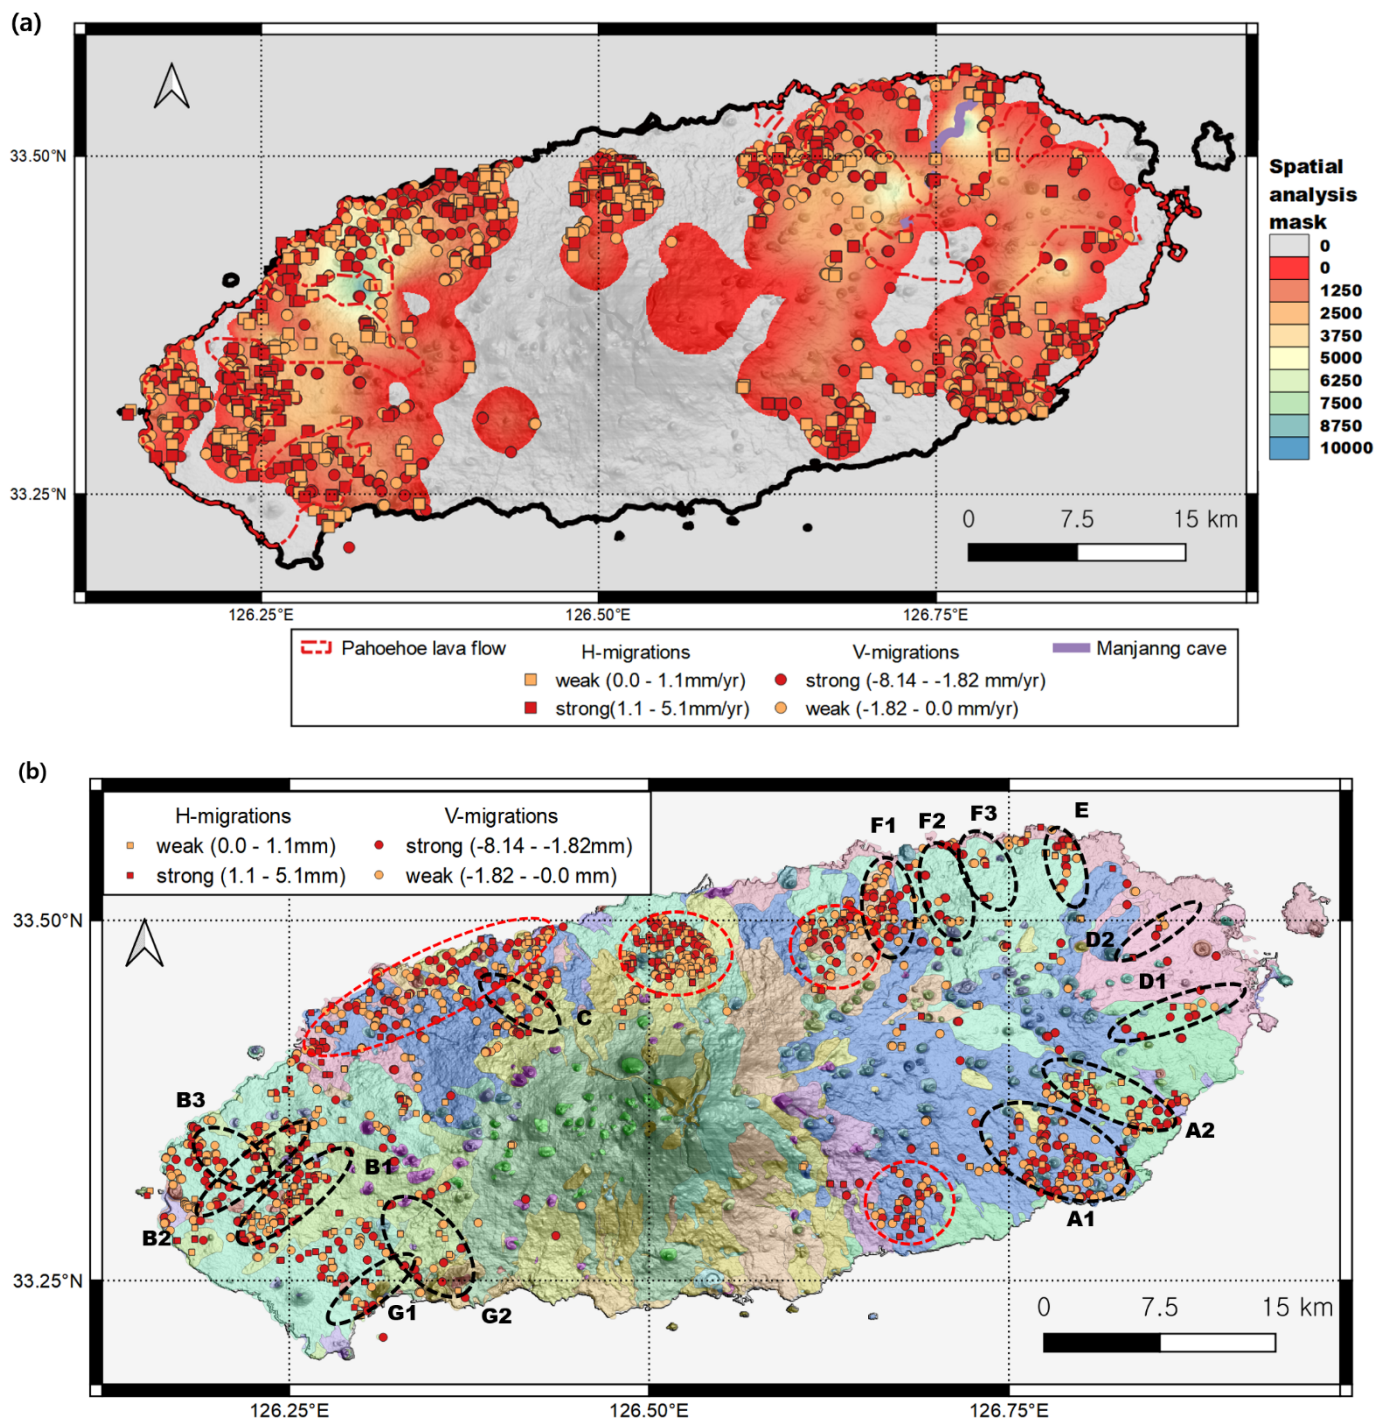 (a)
33.50°N
33.25°N
126.25°E
126.50°E
126.75°E
0 7.5 15 km
Spatial
analysis
mask
0
0
1250
2500
3750
5000
6250
7500
8750
10000
Pahoehoe lava flow
H-migrations
V-migrations
Manjanng cave
weak (0.0 - 1.1mm/yr)
strong (-8.14 - -1.82 mm/yr)
strong(1.1 - 5.1mm/yr)
weak (-1.82 - 0.0 mm/yr)
(b)
H-migrations
V-migrations
weak (0.0 - 1.1mm)
strong (-8.14 - -1.82mm)
strong (1.1 - 5.1mm)
weak (-1.82 - -0.0 mm)
F1
F2
F3
E
33.50°N
D2
D1
C
B3
A2
B1
A1
B2
33.25°N
G1
G2
0 7.5 15 km
126.25°E
126.50°E
126.75°E